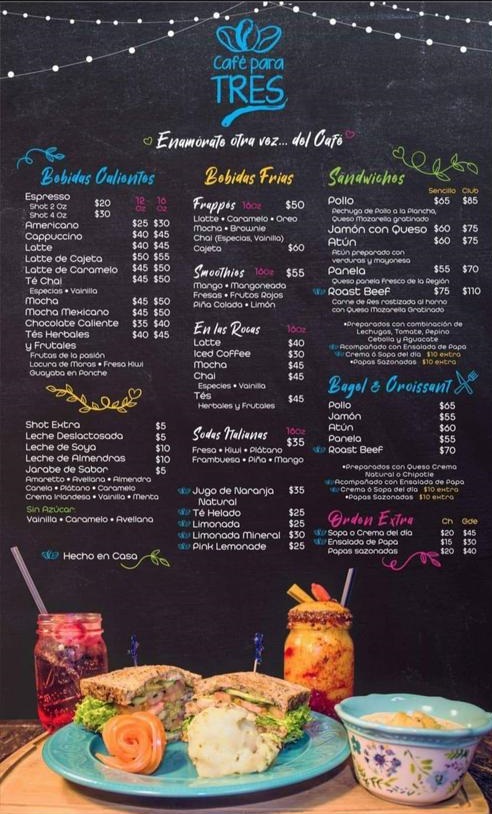 Café para
TRES
Enamórate otra vez... del Café
Bebidas Calientes
Espresso
Shot 2 Oz $20
Shot 4 Oz $30
12 Oz 16 Oz
Americano $25 $30
Cappuccino $40 $45
Latte $40 $45
Latte de Cajeta $50 $55
Latte de Caramelo $45 $50
Té Chai $45 $50
Especias • Vainilla
Mocha $45 $50
Mocha Mexicano $45 $50
Chocolate Caliente $35 $40
Tés Herbales $40 $45
y Frutales
Frutas de la pasión
Locura de Moras • Fresa Kiwi
Guayaba en Ponche
Shot Extra $5
Leche Deslactosada $5
Leche de Soya $10
Leche de Almendras $10
Jarabe de Sabor $5
Amaretto • Avellana • Almendra
Canela • Plátano • Caramelo
Crema Irlandesa • Vainilla • Menta
Sin Azúcar:
Vainilla • Caramelo • Avellana
Hecho en Casa
Bebidas Frias
Frappés 16oz $50
Llatte • Caramelo • Oreo
Mocha • Brownie
Chai (Especias, Vainilla)
Cajeta $60
Smoothies 16oz $55
Mango • Mangoneada
Fresas • Frutos Rojos
Piña Colada • Limón
En las Rocas 16oz
Latte $40
Iced Coffee $30
Mocha $45
Chai $45
Especies • Vainilla
Tés $45
Herbales y Frutales
Sodas Italianas 16oz $35
Fresa • Kiwi • Plátano
Frambuesa • Piña • Mango
Jugo de Naranja $35
Natural
Té Helado $25
Limonada $25
Limonada Mineral $30
Pink Lemonade $25
Sándwiches
Sencillo Club
Pollo $65 $85
Pechuga de Pollo a la Plancha,
Queso Mozarella gratinado
Jamón con Queso $60 $75
Atún $60 $75
Atún preparado con
verduras y mayonesa
Panela $55 $70
Queso panela Fresco de la Región
Roast Beef $75 $110
Carne de Res rostizada al horno
con Queso Mozarella Gratinado
•Preparados con combinación de
Lechugas, Tomate, Pepino
Cebolla y Aguacate
Acompañado con Ensalada de Papa
Crema ó Sopa del día $10 extra
•Papas Sazonadas $10 extra
Bagel & Croissant
Pollo $65
Jamón $55
Atún $60
Panela $55
Roast Beef $70
•Preparados con Queso Crema
Natural o Chipotle
Acompañado con Ensalada de Papa
Crema ó Sopa del día $10 extra
•Papas Sazonadas $10 extra
Orden Extra Ch Gde
Sopa o Crema del día $20 $45
Ensalada de Papa $15 $30
Papas sazonadas $20 $40